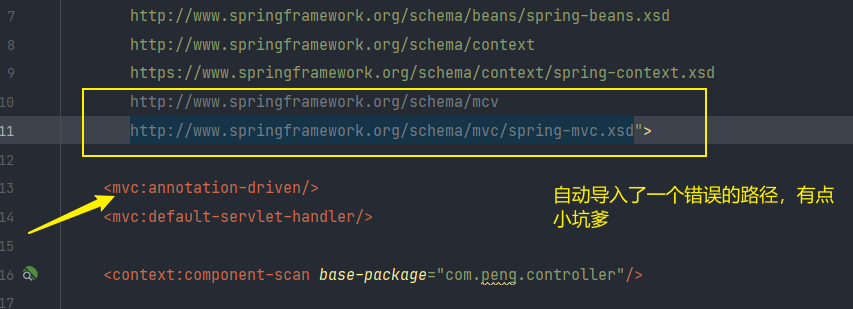 7 http://www.springframework.org/schema/beans/spring-beans.xsd
8 http://www.springframework.org/schema/context
9 https://www.springframework.org/schema/context/spring-context.xsd
10 http://www.springframework.org/schema/mcv
11 http://www.springframework.org/schema/mvc/spring-mvc.xsd">
12
13 <mvc:annotation-driven/>
自动导入了一个错误的路径，有点
14 <mvc:default-servlet-handler/>
小坑爹
15
16 <context:component-scan base-package="com.peng.controller"/>
17